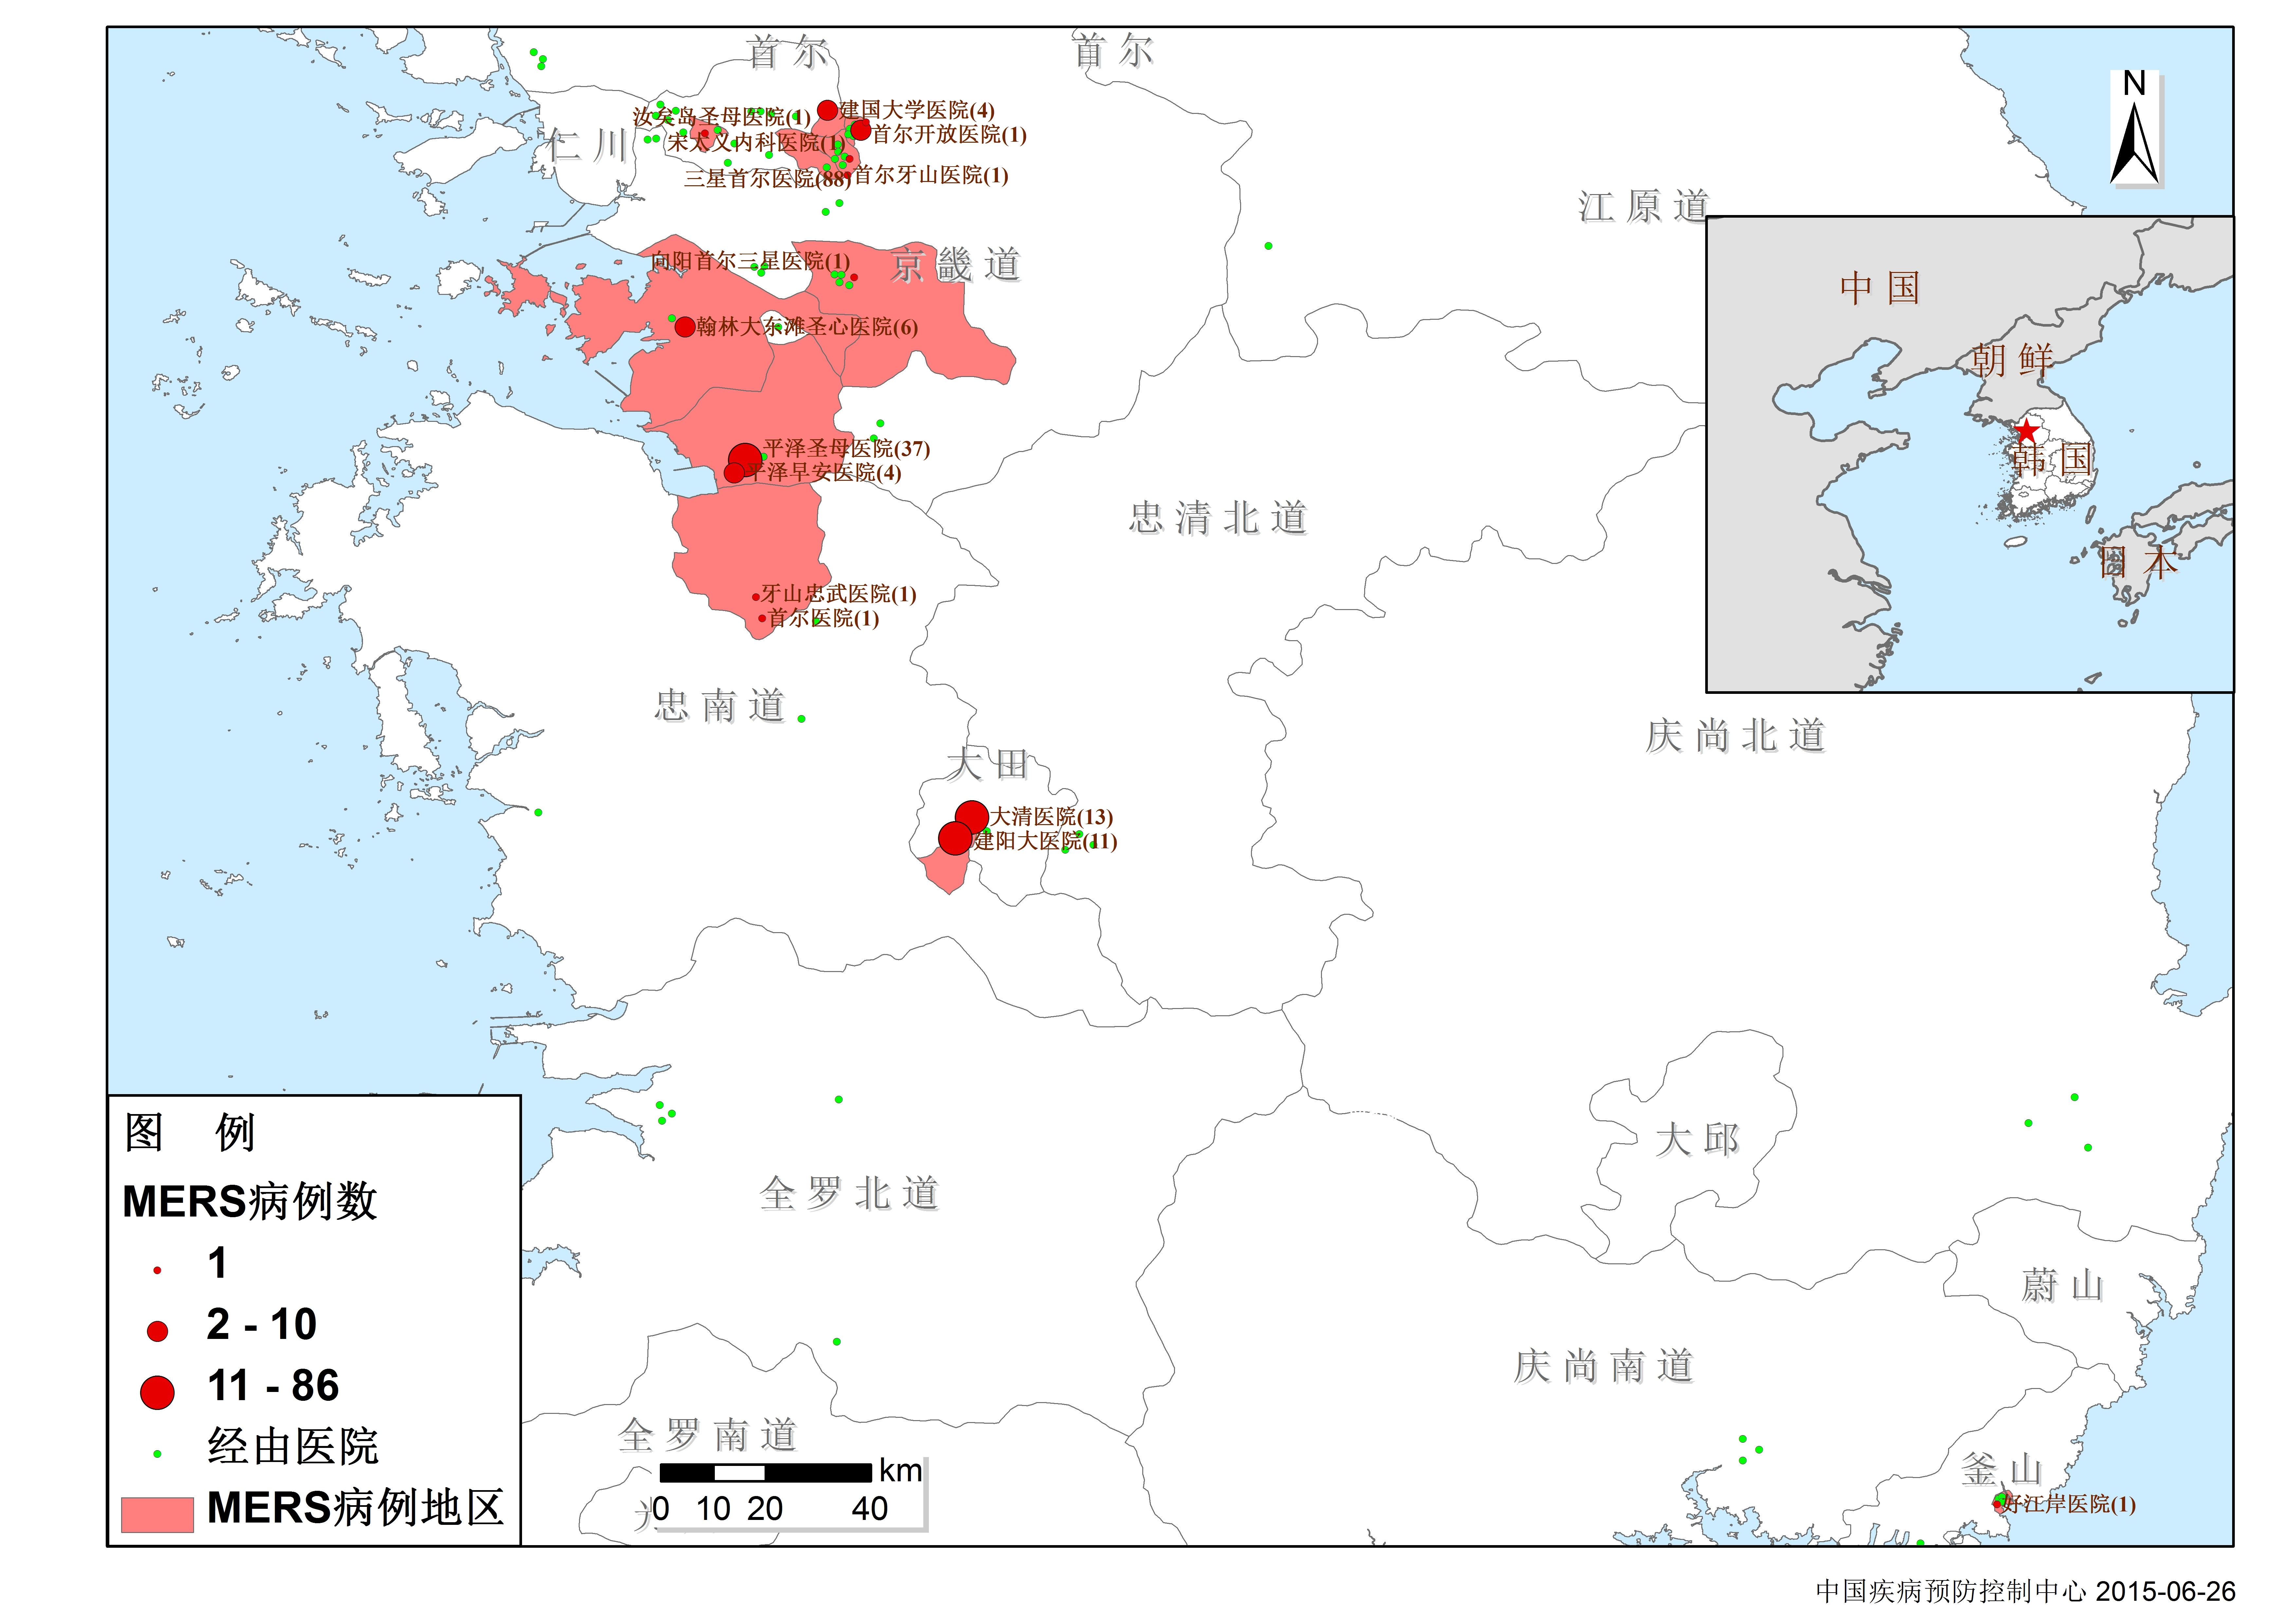 首尔
首尔
N
建国大学医院(4)
汝矣岛圣母医院(1)
首尔开放医院(1)
仁川
宋太义内科医院(1)
首尔牙山医院(1)
三星首尔医院(88)
江原道
向阳首尔三星医院(1)
京畿道
中国
翰林大东滩圣心医院(6)
朝鲜
平泽圣母医院(37)
韩国
平泽早安医院(4)
忠清北道
日本
牙山忠武医院(1)
首尔医院(1)
忠南道
庆尚北道
大田
大清医院(13)
建阳大医院(11)
大邱
全罗北道
蔚山
庆尚南道
全罗南道
釜山
好江岸医院(1)
km
0 10 20 40
图 例
MERS病例数
1
2 - 10
11 - 86
经由医院
MERS病例地区
中国疾病预防控制中心 2015-06-26